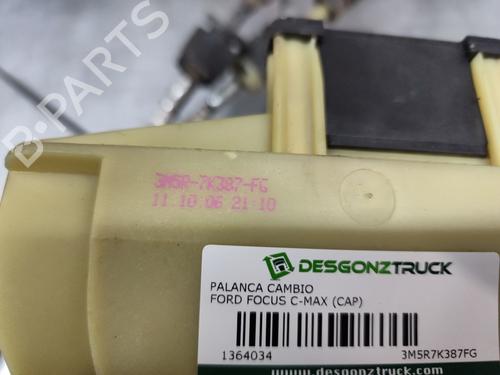 B-PARTS
3M5R-7K387-FG
11.10.06 21:10
DESGONZTRUCK
PALANCA CAMBIO
FORD FOCUS C-MAX (CAP)
1364034 3M5R7K387FG
www.desgonztruck.com